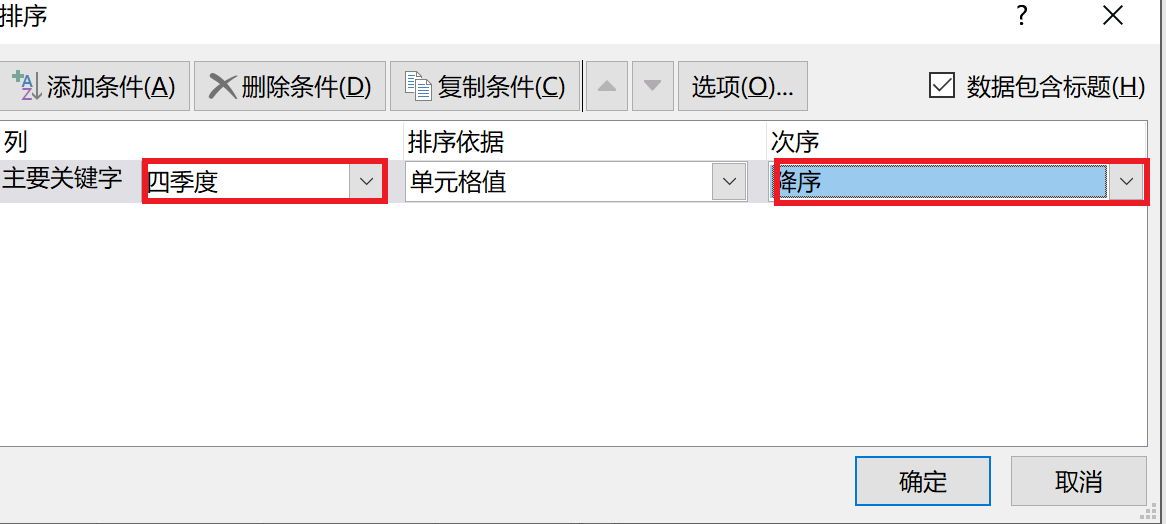 排序
添加条件(A) 删除条件(D) 复制条件(C) 选项(O)... 数据包含标题(H)
列 排序依据 次序
主要关键字 四季度 单元格值 降序
确定 取消